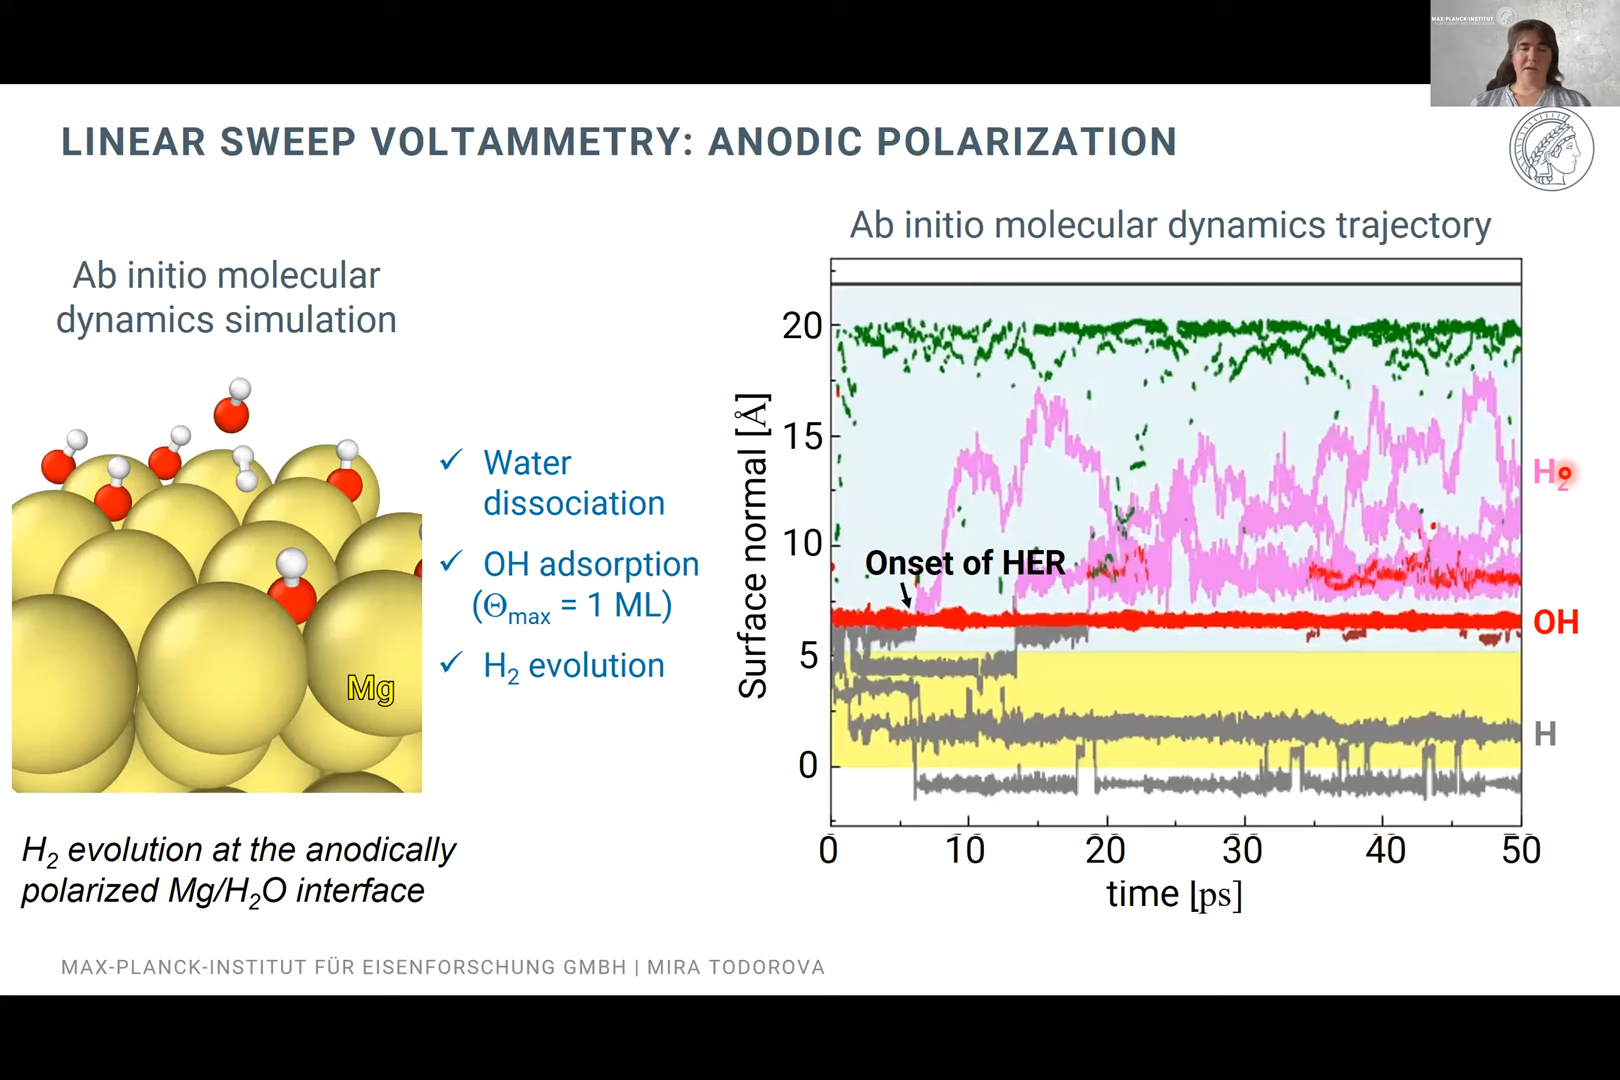 MAX-PLANCK-INSTITUT
LINEAR SWEEP VOLTAMMETRY: ANODIC POLARIZATION
Ab initio molecular
dynamics simulation
Mg
✓ Water
dissociation
✓ OH adsorption
(Θmax = 1 ML)
✓ H2 evolution
H2 evolution at the anodically
polarized Mg/H2O interface
Ab initio molecular dynamics trajectory
Surface normal [Å]
20
15
10
5
0
Onset of HER
H2
OH
H
0 10 20 30 40 50
time [ps]
MAX-PLANCK-INSTITUT FÜR EISENFORSCHUNG GMBH | MIRA TODOROVA